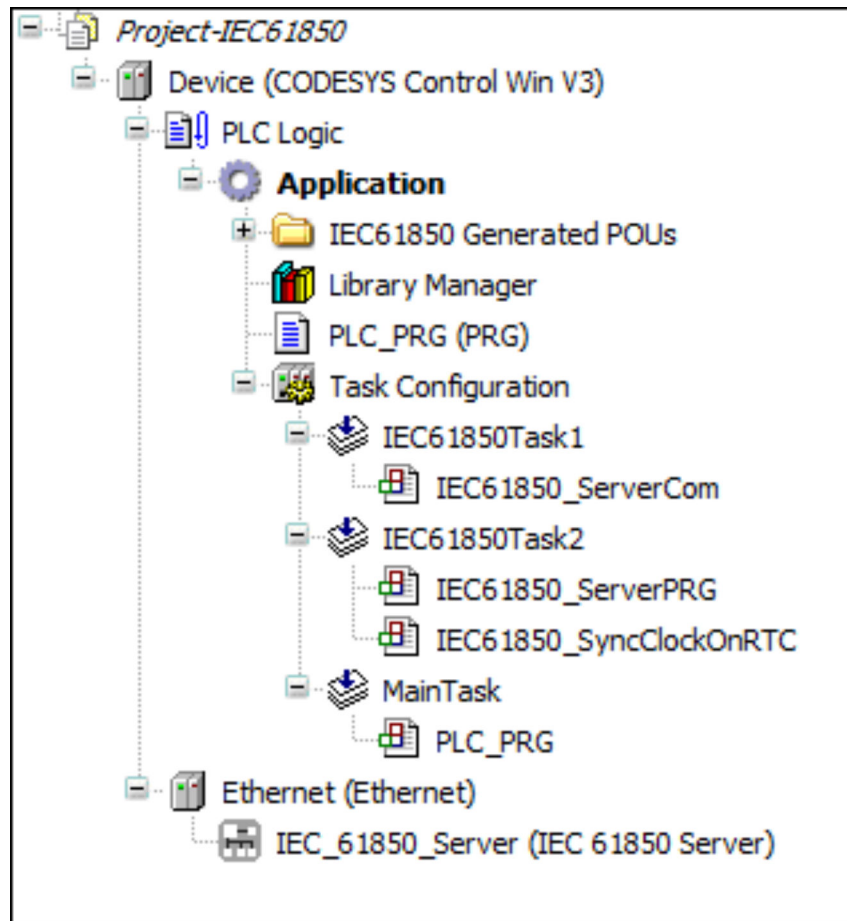 Project-IEC61850
Device (CODESYS Control Win V3)
PLC Logic
Application
IEC61850 Generated POUs
Library Manager
PLC_PRG (PRG)
Task Configuration
IEC61850Task1
IEC61850_ServerCom
IEC61850Task2
IEC61850_ServerPRG
IEC61850_SyncClockOnRTC
MainTask
PLC_PRG
Ethernet (Ethernet)
IEC_61850_Server (IEC 61850 Server)